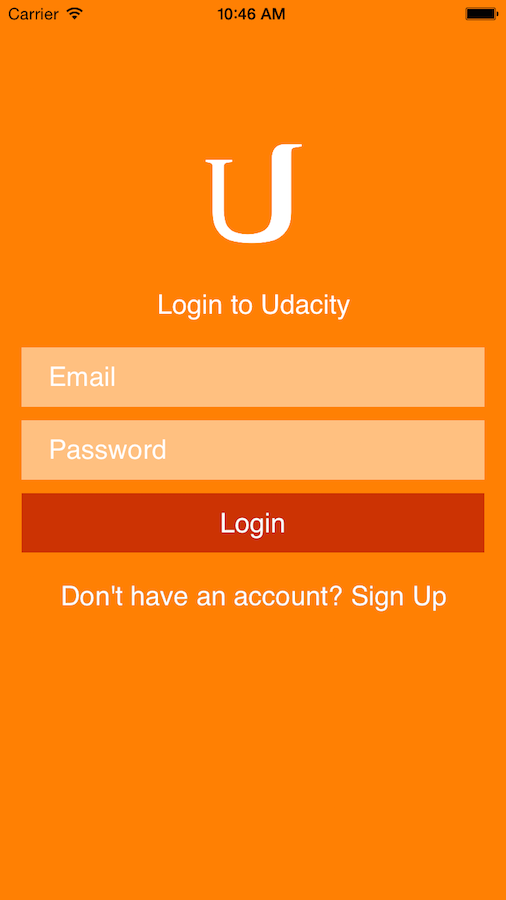 Carrier 10:46 AM
U
Login to Udacity
Email
Password
Login
Don't have an account? Sign Up